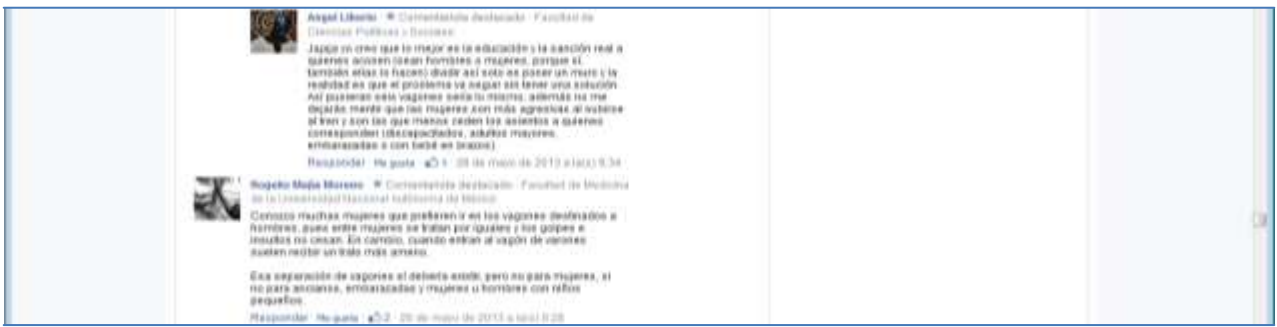 Angel Liborio · Comentarista destacado · Facultad de
Ciencias Políticas y Sociales
yo creo que lo mejor es la educación y la sanción real a
quienes acosen (sean hombres o mujeres, porque sí,
también ellas lo hacen) dividir así solo es poner un muro y la
realidad es que el problema va seguir sin tener una solución.
Así pusieran seis vagones sería lo mismo, además no me
dejarás mentir que las mujeres son más agresivas al subirse
al tren y son las que menos ceden los asientos a quienes
corresponden (discapacitados, adultos mayores,
embarazadas o con bebé en brazos)
Responder · Me gusta · 1 · 28 de mayo de 2013 a la(s) 9:34
Rogelio Mejía Moreno · Comentarista destacado · Facultad de Medicina
de la Universidad Nacional Autónoma de México
Conozco muchas mujeres que prefieren ir en los vagones destinados a
hombres, pues entre mujeres se tratan por iguales y los golpes e
insultos no cesan. En cambio, cuando entran al vagón de varones
suelen recibir un trato más ameno.
Esa separación de vagones sí debería existir, pero no para mujeres, si
no para ancianos, embarazadas y mujeres u hombres con niños
pequeños.
Responder · Me gusta · 2 · 28 de mayo de 2013 a la(s) 8:28